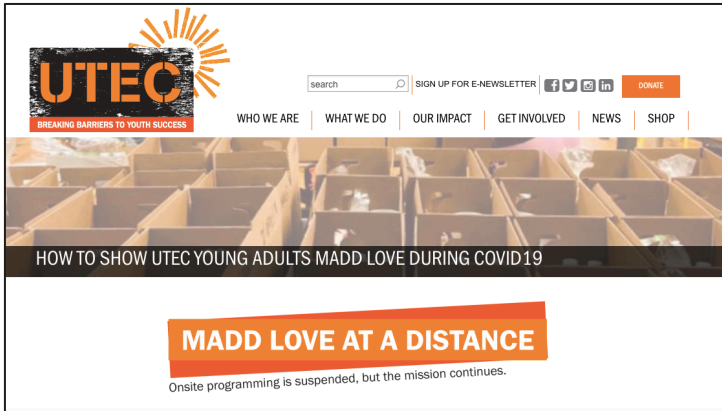 UTEC
BREAKING BARRIERS TO YOUTH SUCCESS
search
SIGN UP FOR E-NEWSLETTER
DONATE
WHO WE ARE
WHAT WE DO
OUR IMPACT
GET INVOLVED
NEWS
SHOP
HOW TO SHOW UTEC YOUNG ADULTS MADD LOVE DURING COVID19
MADD LOVE AT A DISTANCE
Onsite programming is suspended, but the mission continues.